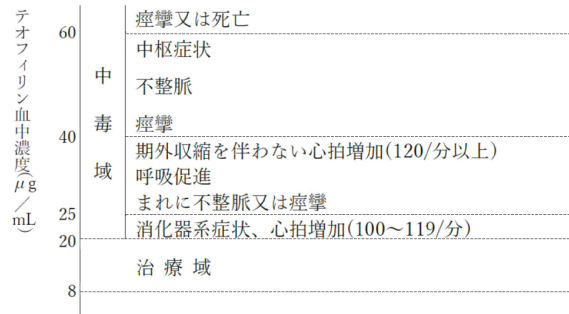 テオフィリン血中濃度(μg/mL)
60
40
25
20
8
中毒域
痙攣又は死亡
中枢症状
不整脈
痙攣
期外収縮を伴わない心拍増加(120/分以上)
呼吸促進
まれに不整脈又は痙攣
消化器系症状、心拍増加(100〜119/分)
治療域